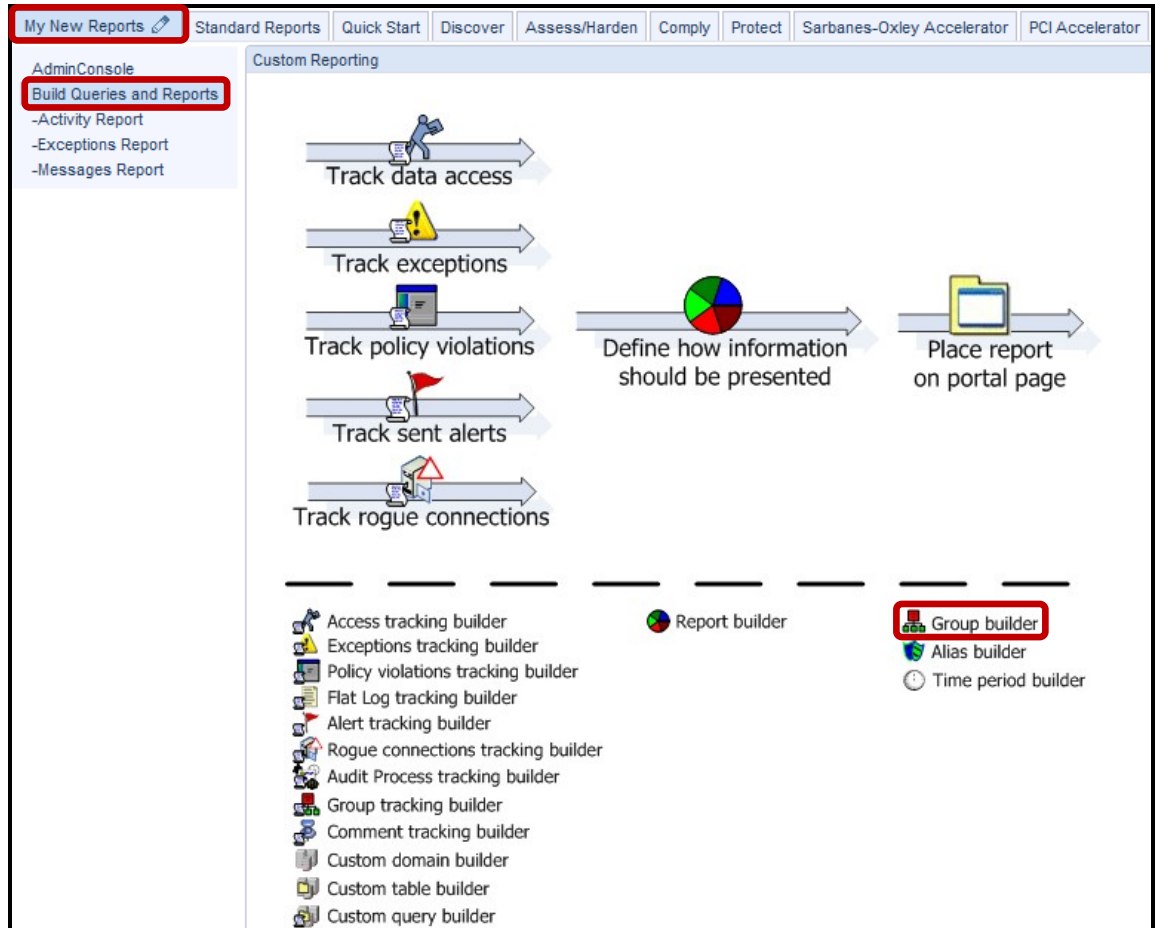 My New Reports
Standard Reports
Quick Start
Discover
Assess/Harden
Comply
Protect
Sarbanes-Oxley Accelerator
PCI Accelerator
AdminConsole
Build Queries and Reports
-Activity Report
-Exceptions Report
-Messages Report
Custom Reporting
Track data access
Track exceptions
Track policy violations
Track sent alerts
Track rogue connections
Define how information
should be presented
Place report
on portal page
Access tracking builder
Exceptions tracking builder
Policy violations tracking builder
Flat Log tracking builder
Alert tracking builder
Rogue connections tracking builder
Audit Process tracking builder
Group tracking builder
Comment tracking builder
Custom domain builder
Custom table builder
Custom query builder
Report builder
Group builder
Alias builder
Time period builder